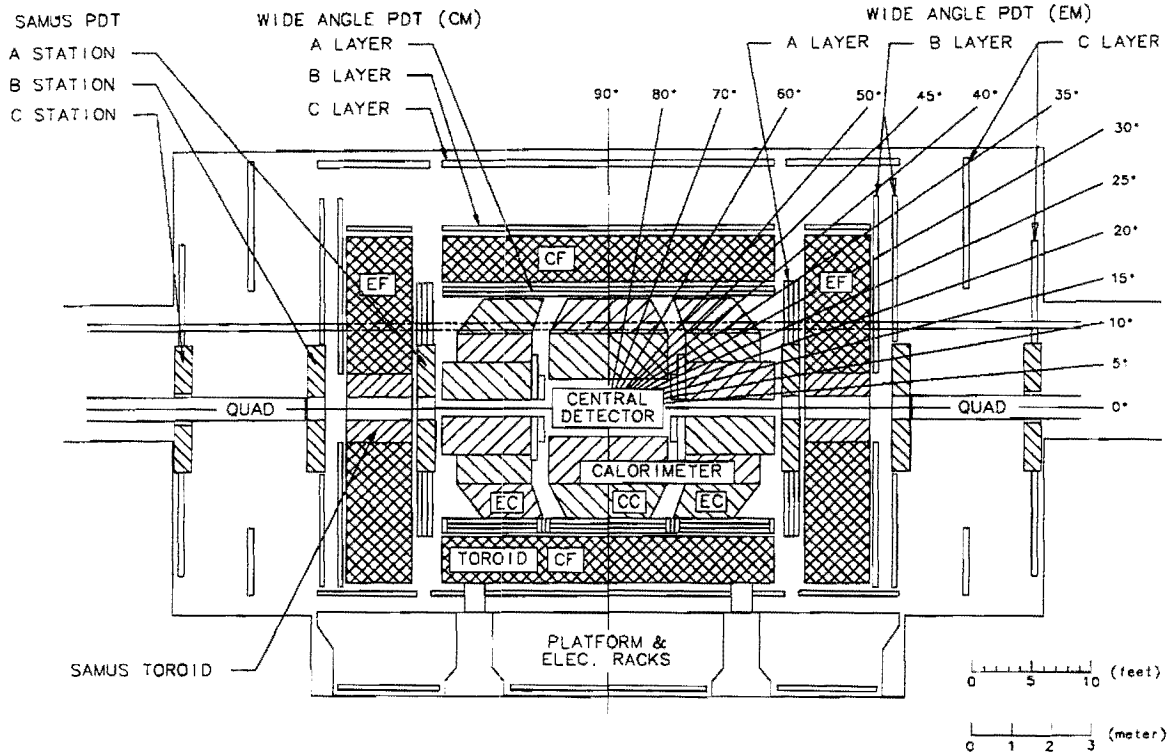 SAMUS PDT
A STATION
B STATION
C STATION
WIDE ANGLE PDT (CM)
A LAYER
B LAYER
C LAYER
WIDE ANGLE PDT (EM)
A LAYER
B LAYER
C LAYER
90°
80°
70°
60°
50°
45°
40°
35°
30°
25°
20°
15°
10°
5°
0°
CF
EF
EF
CENTRAL
DETECTOR
QUAD
QUAD
CALORIMETER
EC
CC
EC
TOROID
CF
PLATFORM &
ELEC. RACKS
SAMUS TOROID
0 5 10 (feet)
0 1 2 3 (meter)